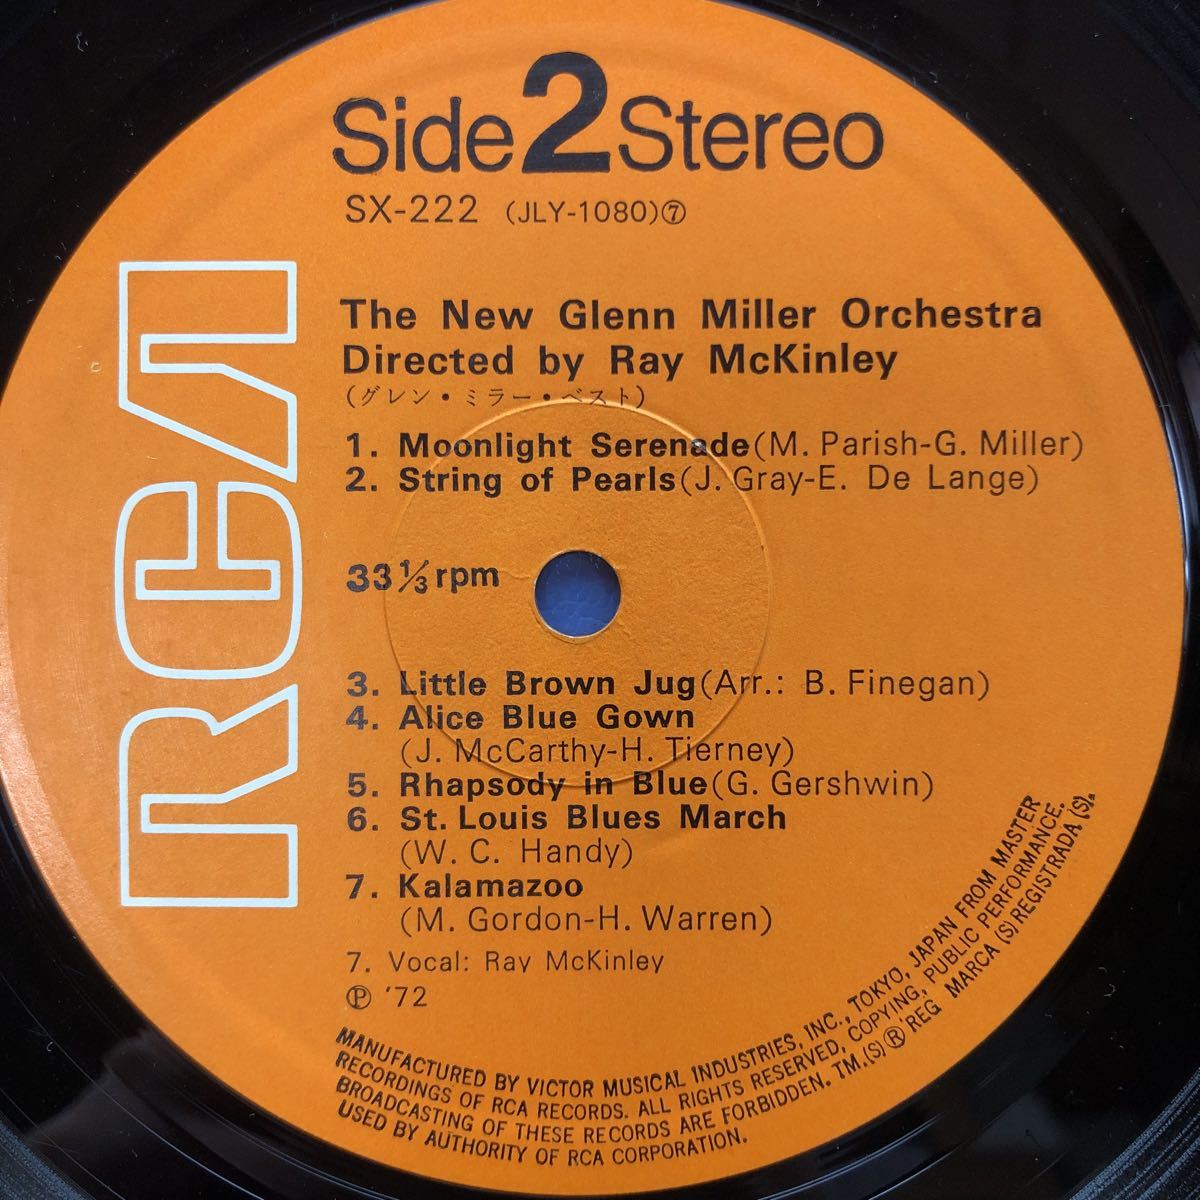 Side 2 Stereo
SX-222 (JLY-1080)⑦
RCA
The New Glenn Miller Orchestra
Directed by Ray McKinley
(グレン・ミラー・ベスト)
1. Moonlight Serenade(M. Parish-G. Miller)
2. String of Pearls(J. Gray-E. De Lange)
33 1/3 rpm
3. Little Brown Jug(Arr.: B. Finegan)
4. Alice Blue Gown
(J. McCarthy-H. Tierney)
5. Rhapsody in Blue(G. Gershwin)
6. St. Louis Blues March
(W. C. Handy)
7. Kalamazoo
(M. Gordon-H. Warren)
7. Vocal: Ray McKinley
Ⓟ '72
MANUFACTURED BY VICTOR MUSICAL INDUSTRIES, INC., TOKYO, JAPAN FROM MASTER
RECORDINGS OF RCA RECORDS. ALL RIGHTS RESERVED, COPYING, PUBLIC PERFORMANCE.
BROADCASTING OF THESE RECORDS ARE FORBIDDEN. TM.(S) ® REG. MARCA (S) REGISTRADA (S).
USED BY AUTHORITY OF RCA CORPORATION.